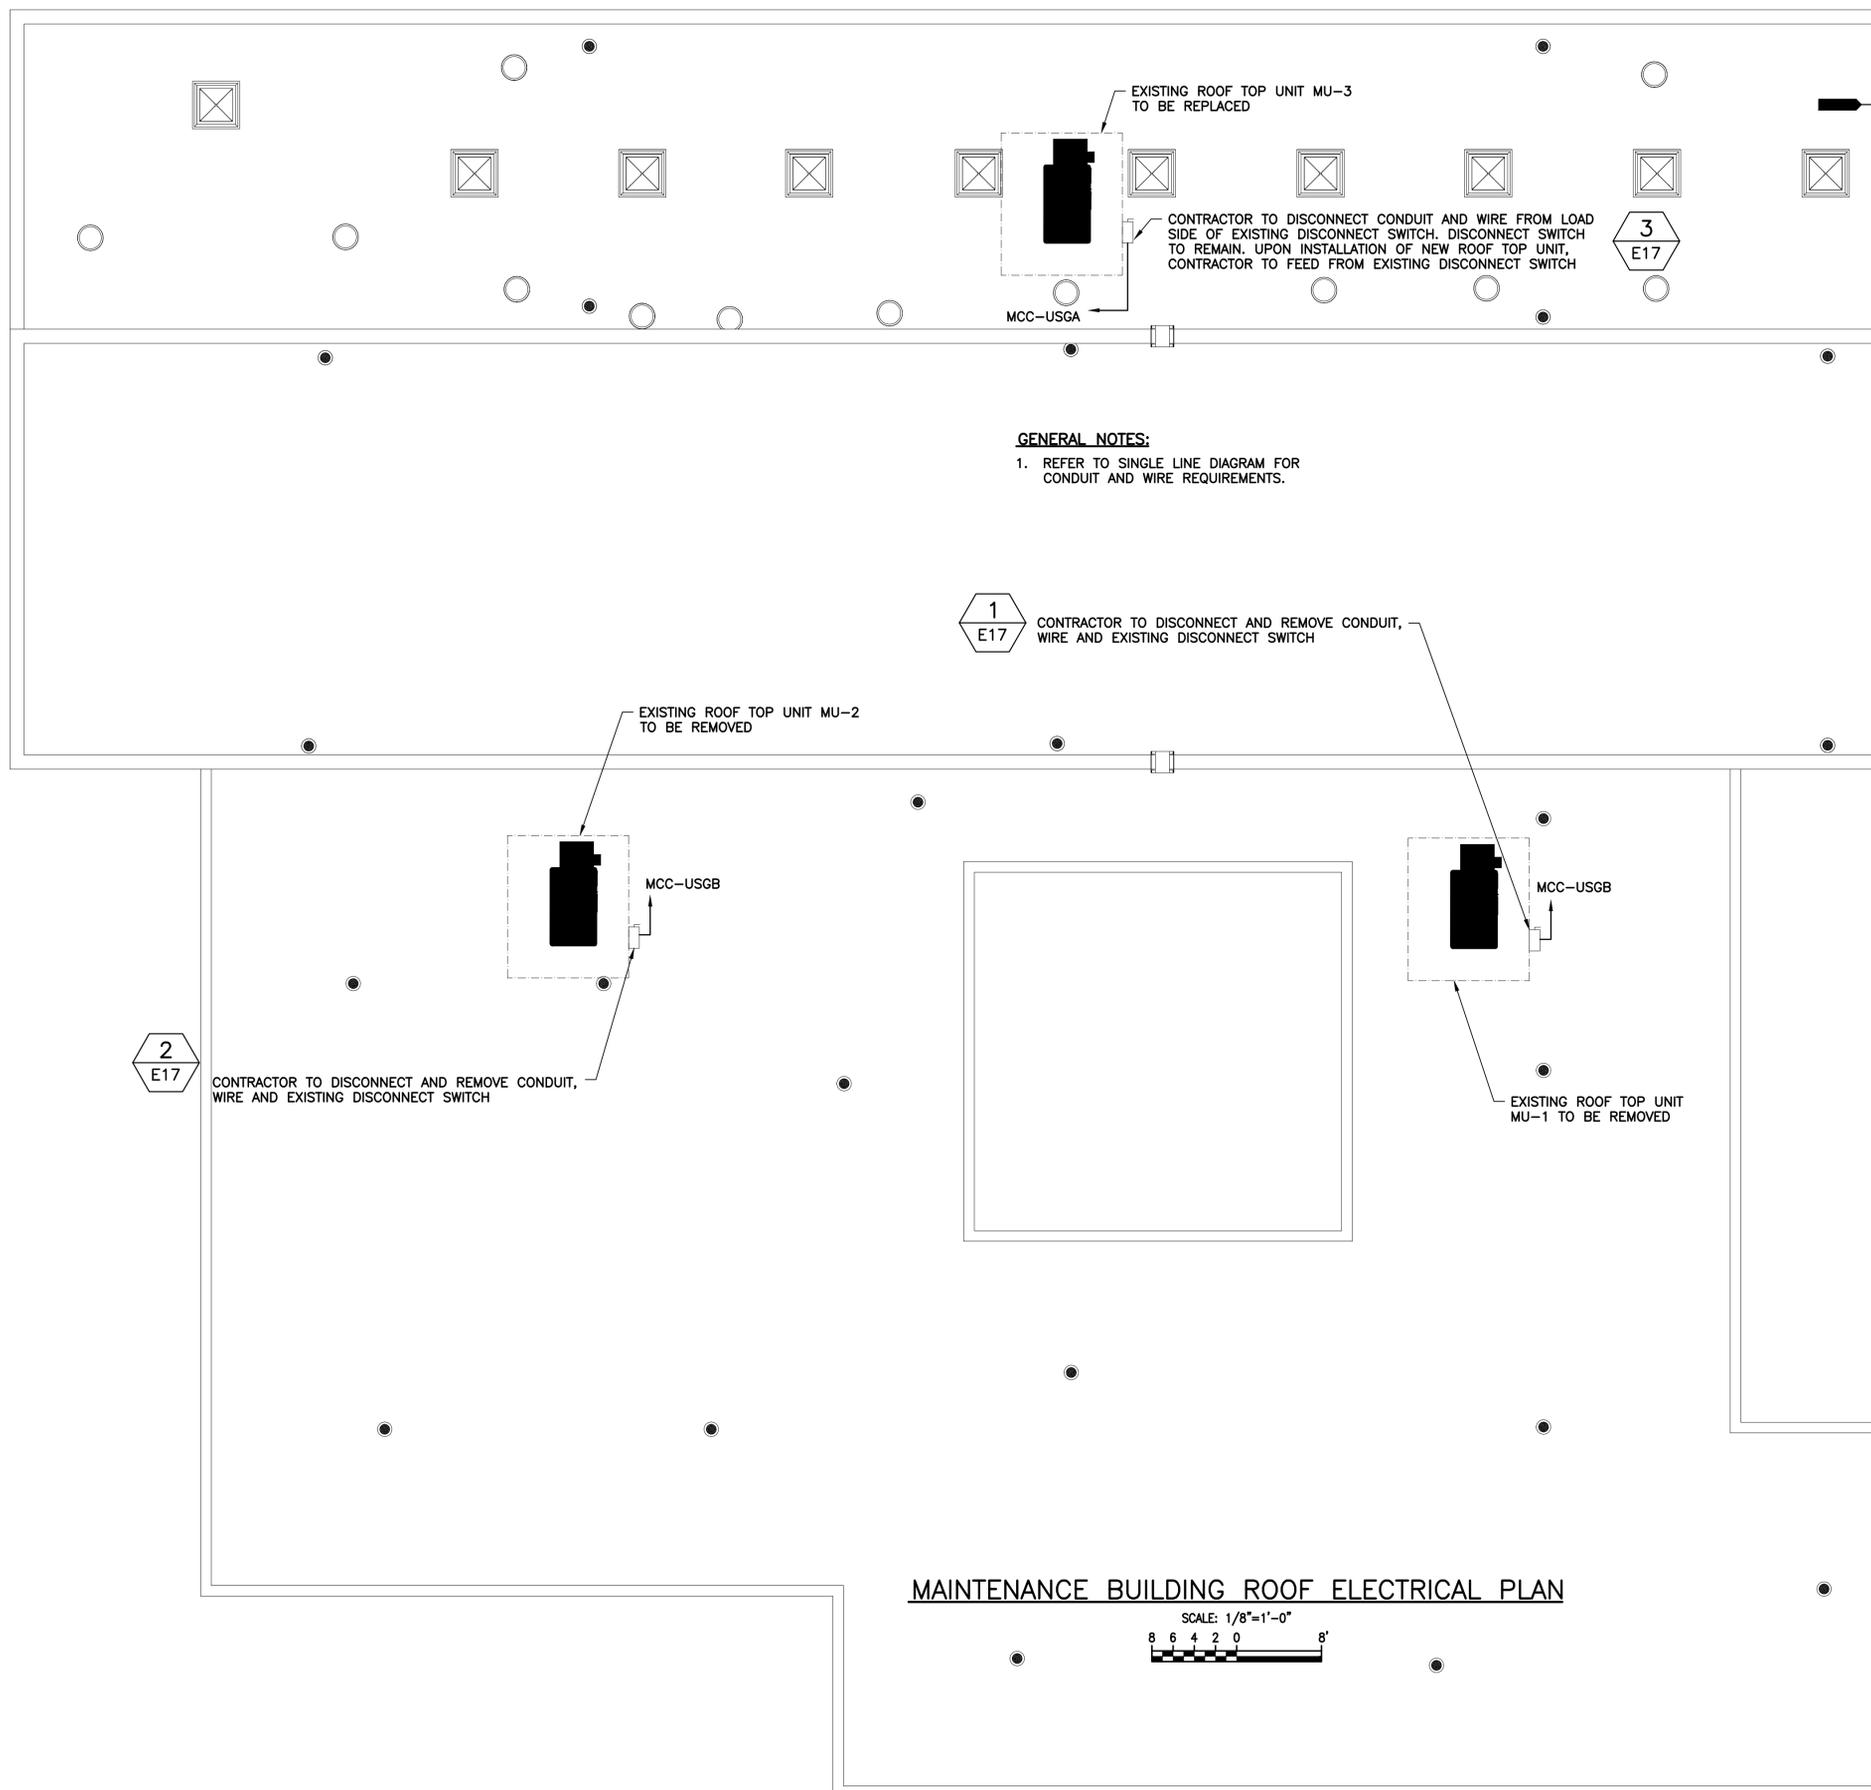 EXISTING ROOF TOP UNIT MU-3
TO BE REPLACED
CONTRACTOR TO DISCONNECT CONDUIT AND WIRE FROM LOAD
SIDE OF EXISTING DISCONNECT SWITCH. DISCONNECT SWITCH
TO REMAIN. UPON INSTALLATION OF NEW ROOF TOP UNIT,
CONTRACTOR TO FEED FROM EXISTING DISCONNECT SWITCH
3
E17
MCC-USGA
GENERAL NOTES:
1. REFER TO SINGLE LINE DIAGRAM FOR
CONDUIT AND WIRE REQUIREMENTS.
1
E17
CONTRACTOR TO DISCONNECT AND REMOVE CONDUIT,
WIRE AND EXISTING DISCONNECT SWITCH
EXISTING ROOF TOP UNIT MU-2
TO BE REMOVED
MCC-USGB
MCC-USGB
2
E17
CONTRACTOR TO DISCONNECT AND REMOVE CONDUIT,
WIRE AND EXISTING DISCONNECT SWITCH
EXISTING ROOF TOP UNIT
MU-1 TO BE REMOVED
MAINTENANCE BUILDING ROOF ELECTRICAL PLAN
SCALE: 1/8"=1'-0"
8 6 4 2 0 8'